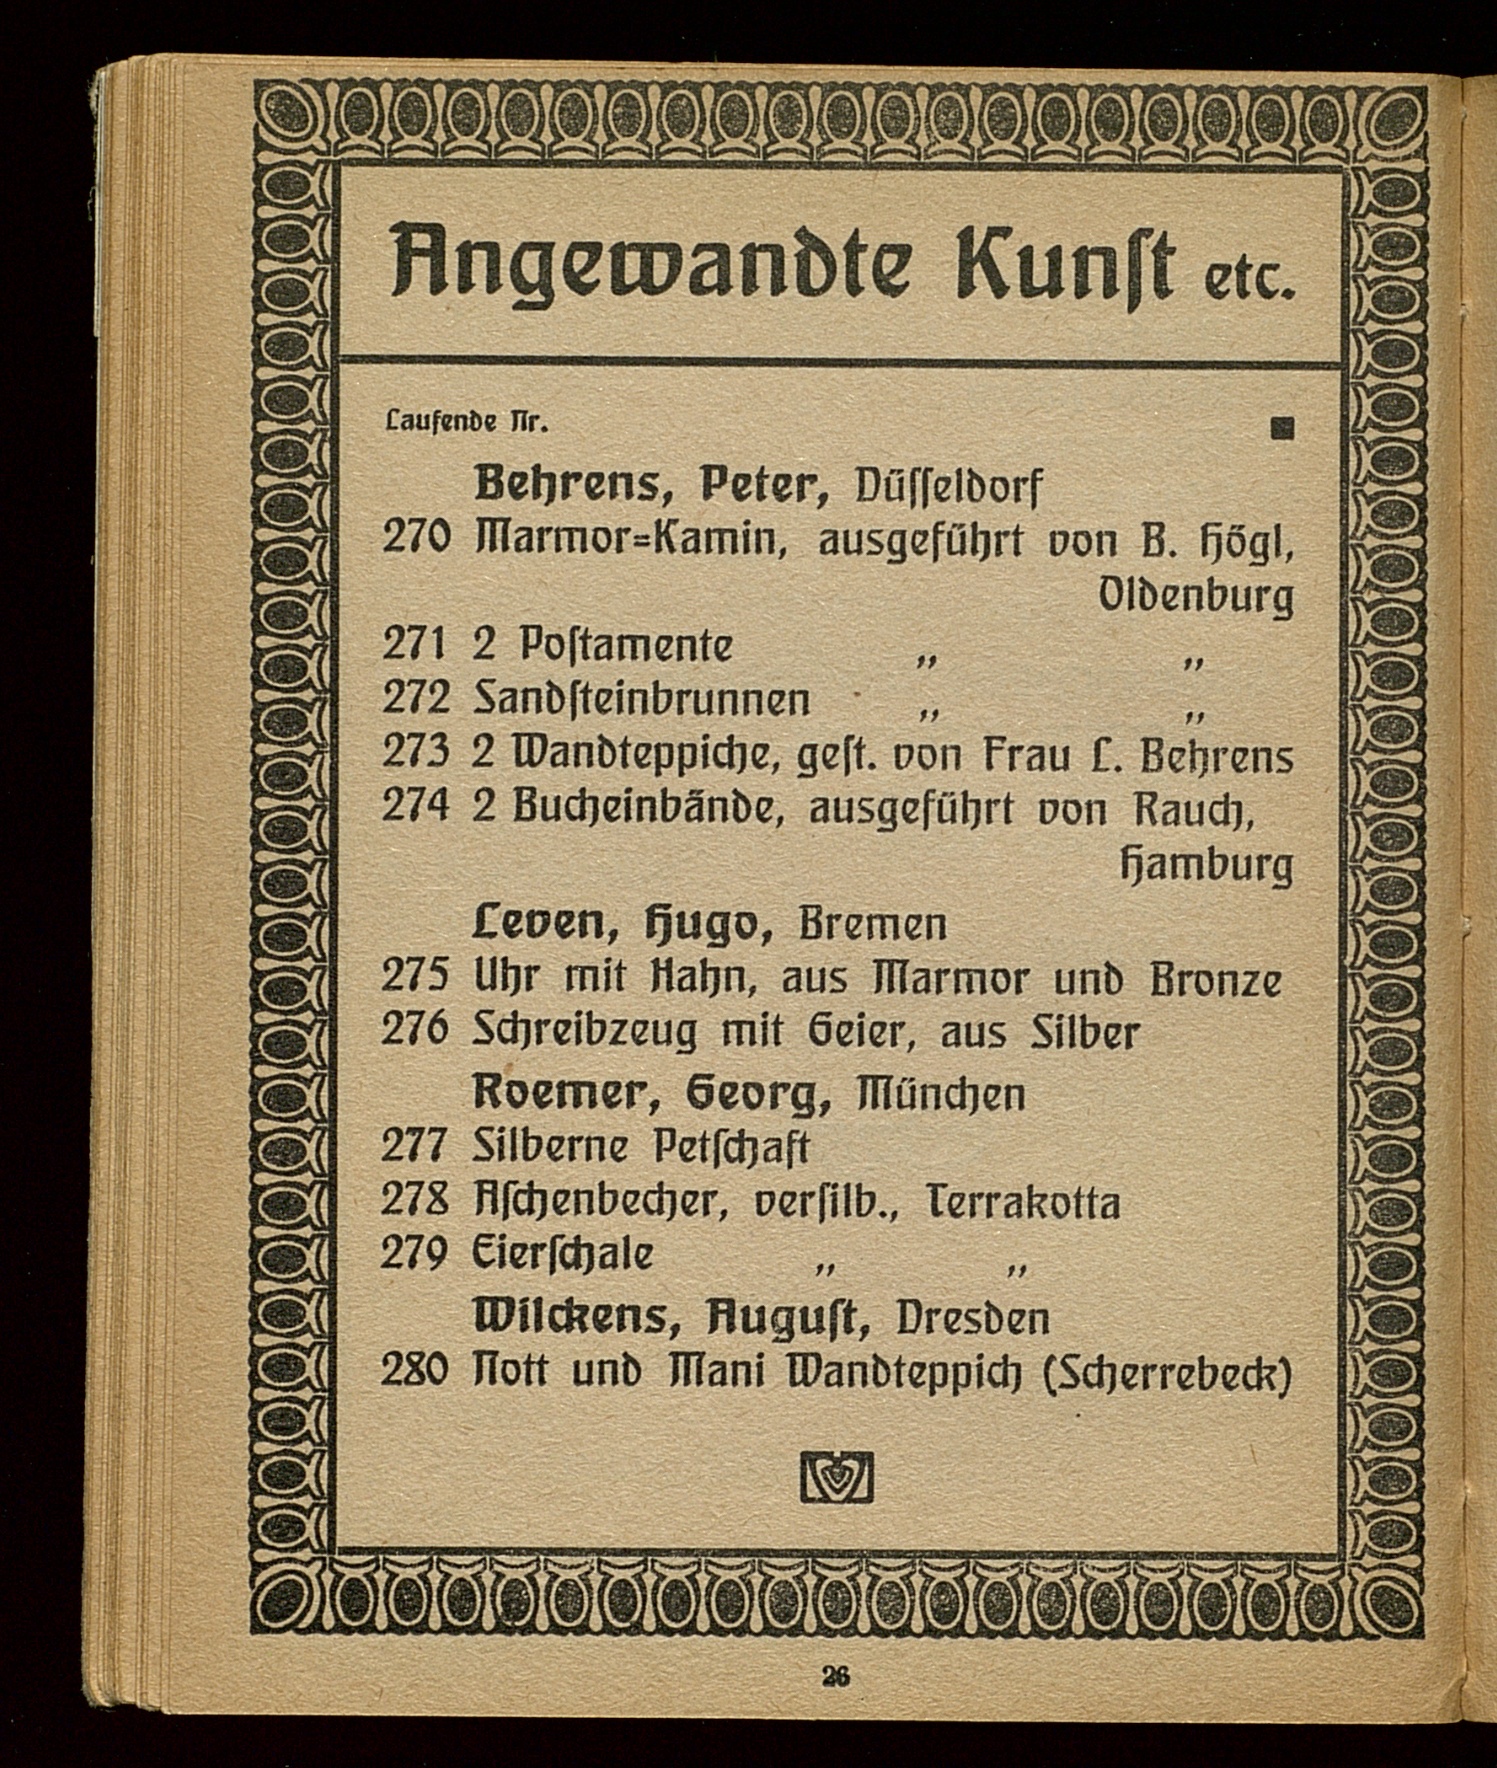 Angewandte Kunſt etc.
Laufende Nr.
Behrens, Peter, Düſſeldorf
270 Marmor=Kamin, ausgeführt von B. Högl,
Oldenburg
271 2 Poſtamente „ „
272 Sandſteinbrunnen „ „
273 2 Wandteppiche, geſt. von Frau L. Behrens
274 2 Bucheinbände, ausgeführt von Rauch,
Hamburg
Leven, Hugo, Bremen
275 Uhr mit Hahn, aus Marmor und Bronze
276 Schreibzeug mit Geier, aus Silber
Roemer, Georg, München
277 Silberne Petſchaft
278 Aſchenbecher, verſilb., Terrakotta
279 Eierſchale „ „
Wilckens, Auguſt, Dresden
280 Nott und Mani Wandteppich (Scherrebeck)
26